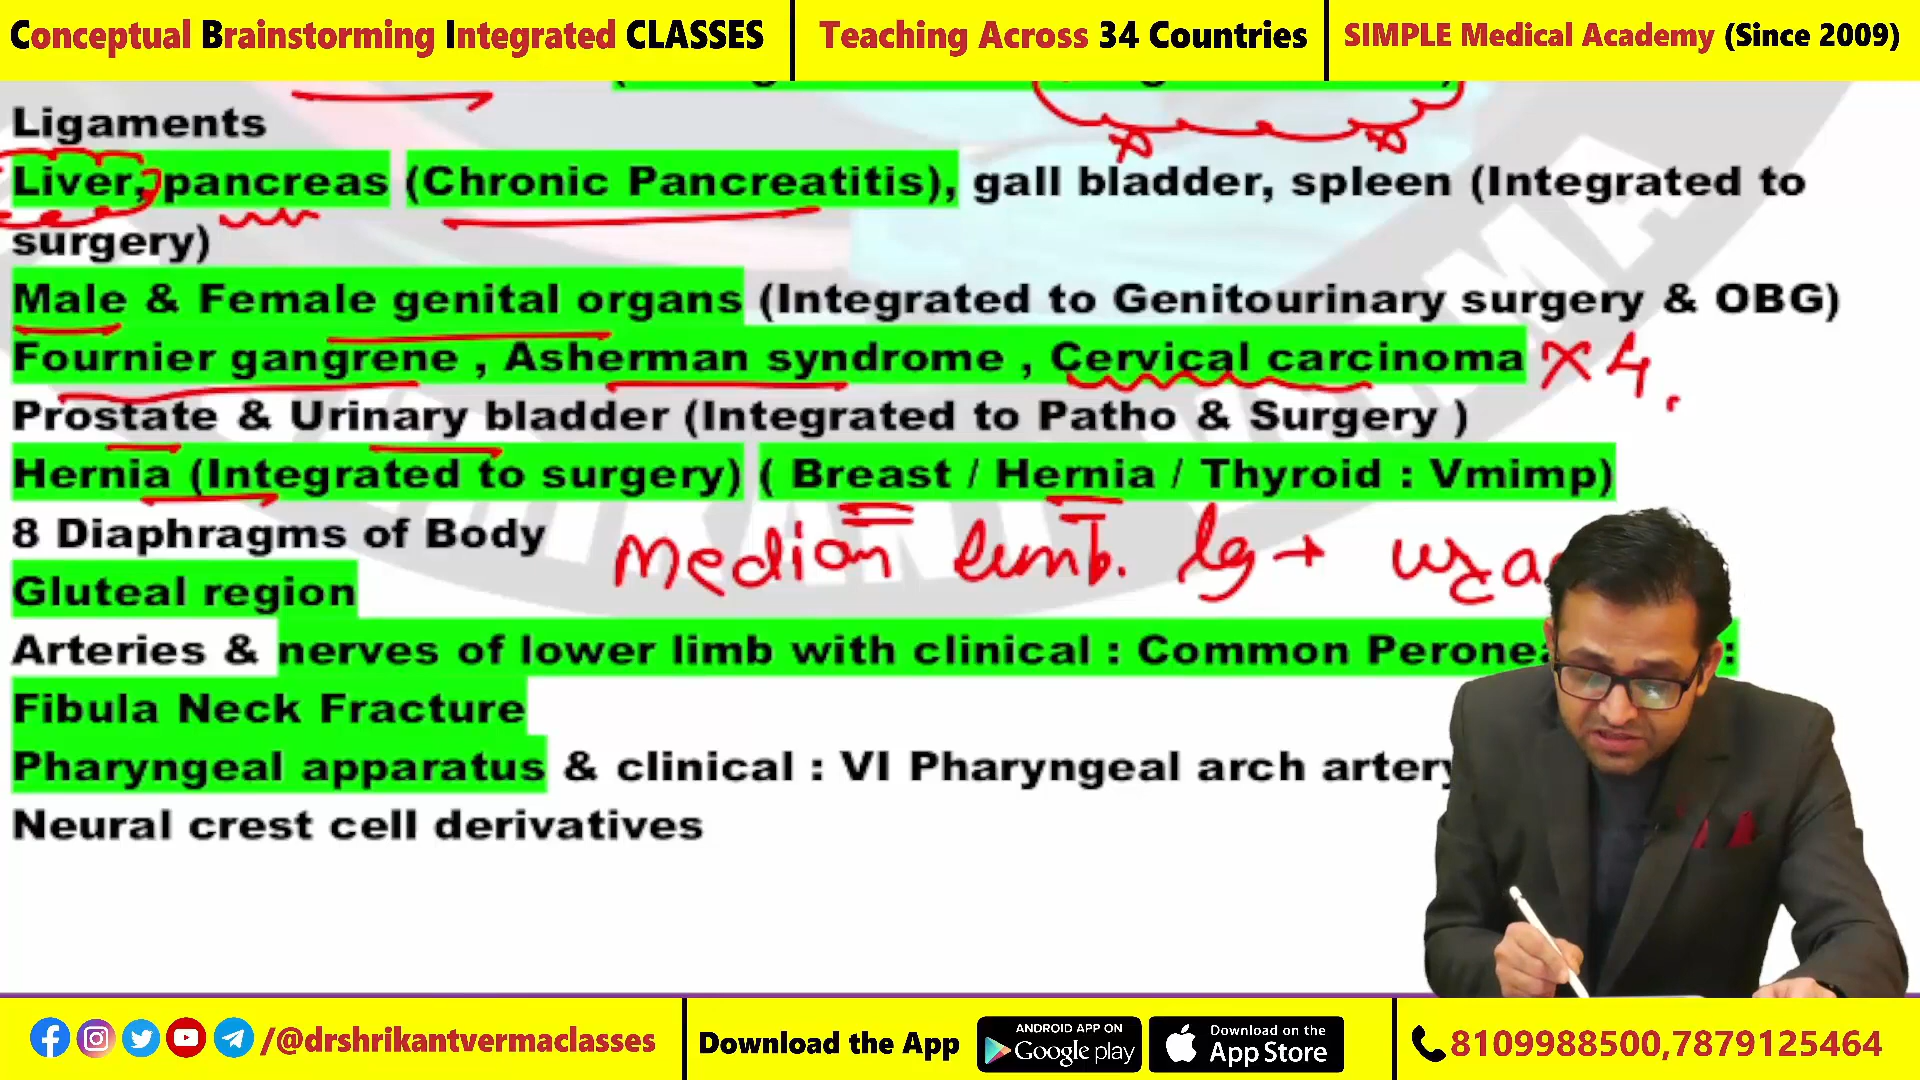 Conceptual Brainstorming Integrated CLASSES
Teaching Across 34 Countries
SIMPLE Medical Academy (Since 2009)
Ligaments
Liver, pancreas (Chronic Pancreatitis), gall bladder, spleen (Integrated to
surgery)
Male & Female genital organs (Integrated to Genitourinary surgery & OBG)
Fournier gangrene , Asherman syndrome , Cervical carcinoma x 4.
Prostate & Urinary bladder (Integrated to Patho & Surgery )
Hernia (Integrated to surgery) ( Breast / Hernia / Thyroid : Vmimp)
8 Diaphragms of Body
Median umb. lg →
Gluteal region
Arteries & nerves of lower limb with clinical : Common :
Fibula Neck Fracture
Pharyngeal apparatus & clinical : VI Pharyngeal arch artery
Neural crest cell derivatives
/@drshrikantvermaclasses
Download the App
ANDROID APP ON
Google play
Download on the
App Store
8109988500,7879125464